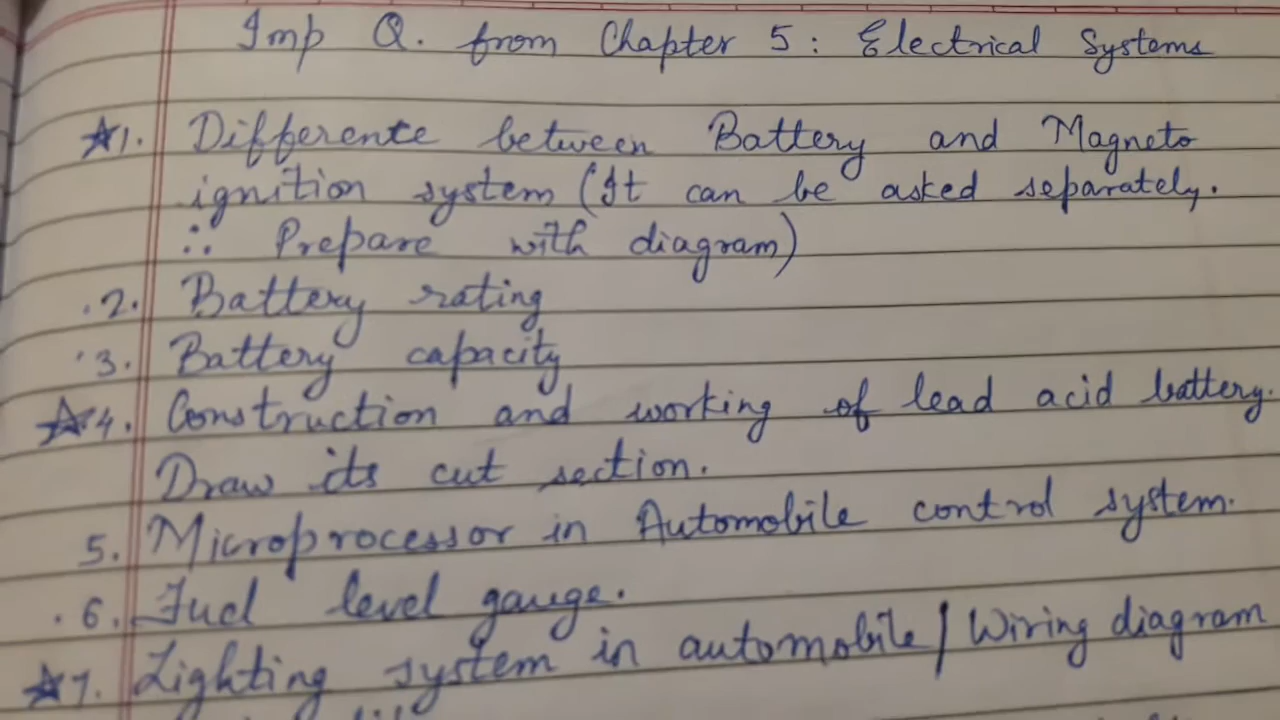 Imp Q. from Chapter 5: Electrical Systems
★1. Difference between Battery and Magneto
ignition system (It can be asked separately.
∴ Prepare with diagram)
.2. Battery rating
'3. Battery capacity
★4. Construction and working of lead acid battery.
Draw its cut section.
5. Microprocessor in Automobile control system.
.6. Fuel level gauge.
★7. Lighting system in automobile / Wiring diagram